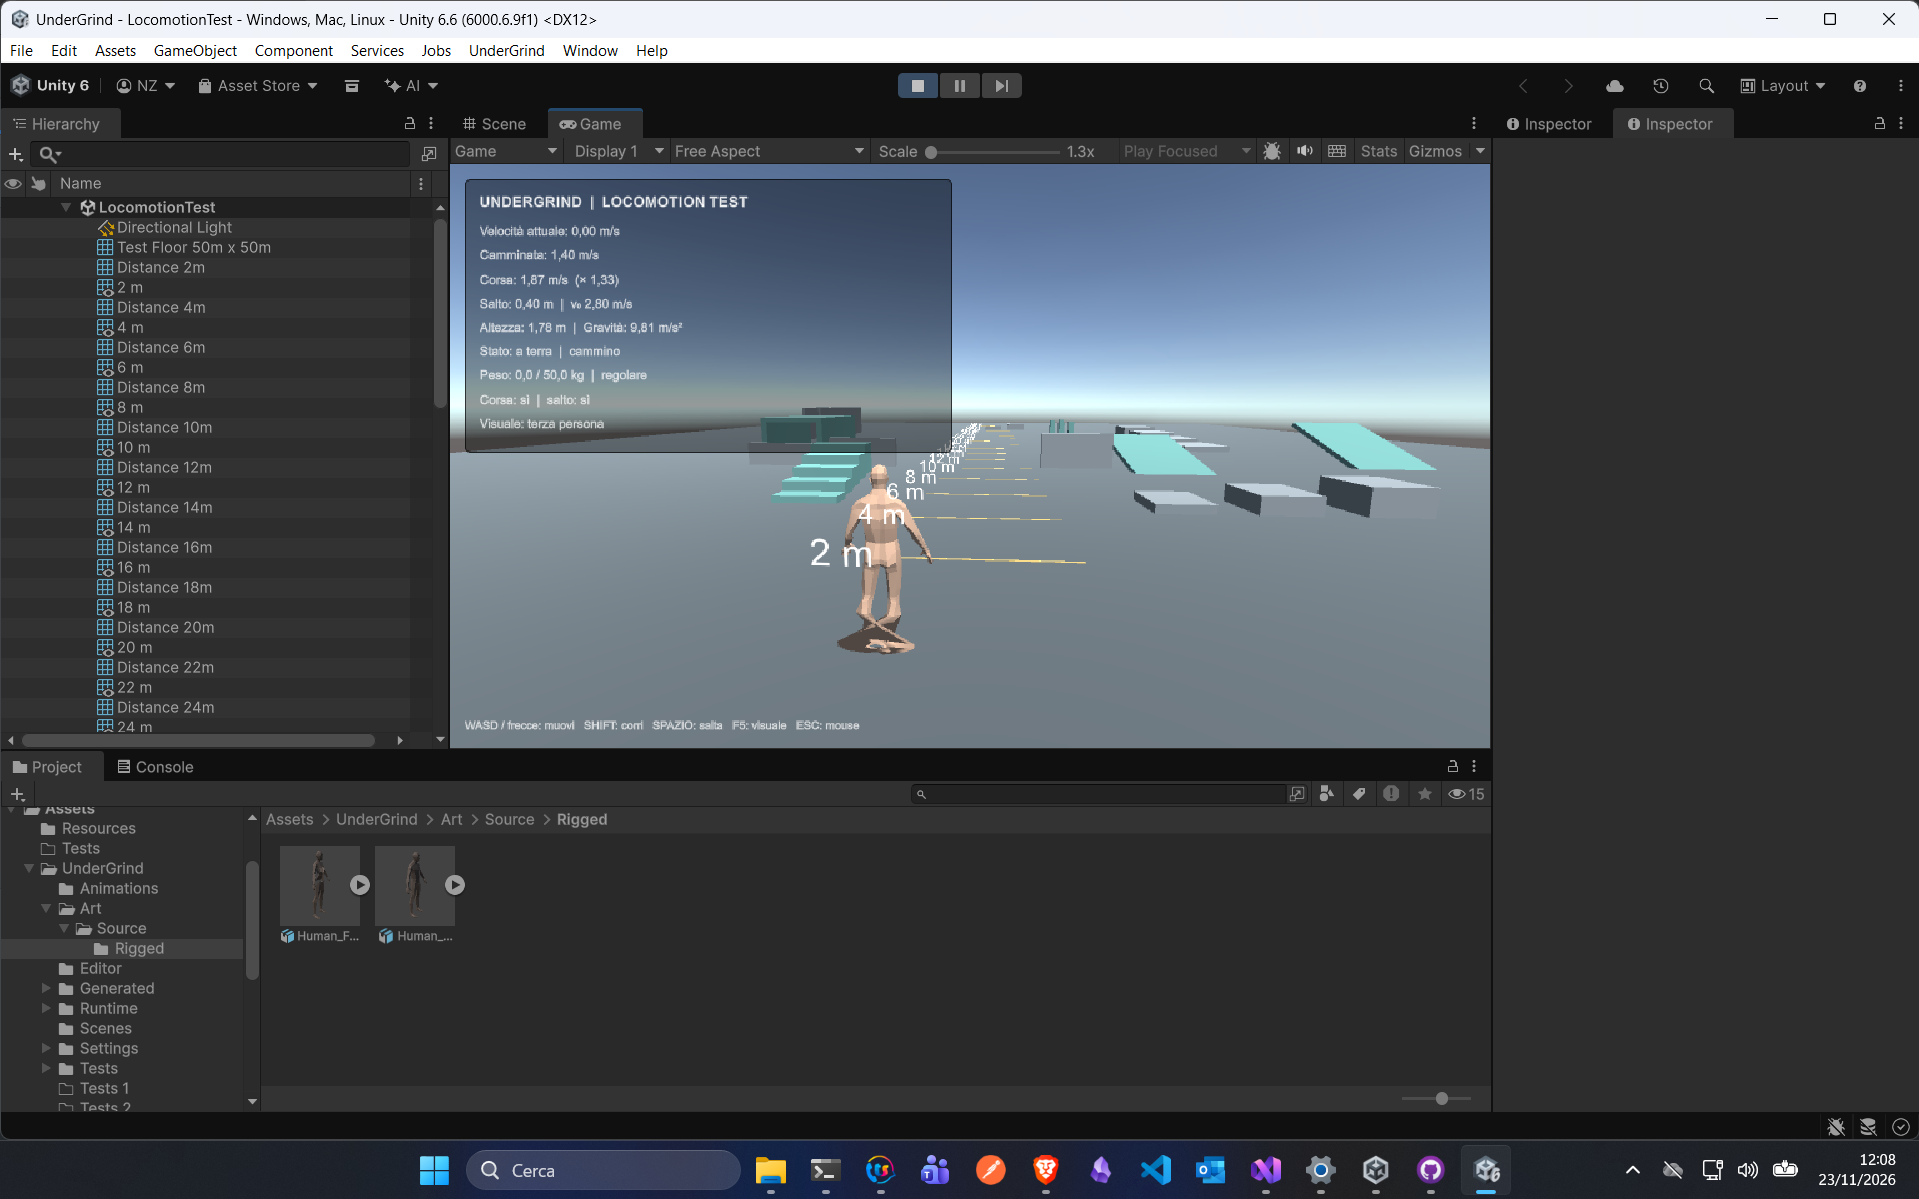 UnderGrind - LocomotionTest - Windows, Mac, Linux - Unity 6.6 (6000.6.9f1) <DX12>
File Edit Assets GameObject Component Services Jobs UnderGrind Window Help
Unity 6 NZ Asset Store AI Layout
Hierarchy
Scene Game
Inspector Inspector
Game Display 1 Free Aspect Scale 1.3x Play Focused Stats Gizmos
Name
LocomotionTest
Directional Light
Test Floor 50m x 50m
Distance 2m
2 m
Distance 4m
4 m
Distance 6m
6 m
Distance 8m
8 m
Distance 10m
10 m
Distance 12m
12 m
Distance 14m
14 m
Distance 16m
16 m
Distance 18m
18 m
Distance 20m
20 m
Distance 22m
22 m
Distance 24m
24 m
UNDERGRIND | LOCOMOTION TEST
Velocità attuale: 0,00 m/s
Camminata: 1,40 m/s
Corsa: 1,87 m/s (× 1,33)
Salto: 0,40 m | v₀ 2,80 m/s
Altezza: 1,78 m | Gravità: 9,81 m/s²
Stato: a terra | cammino
Peso: 0,0 / 50,0 kg | regolare
Corsa: sì | salto: sì
Visuale: terza persona
12 m
10 m
8 m
6 m
4 m
2 m
WASD / frecce: muovi SHIFT: corri SPAZIO: salta F5: visuale ESC: mouse
Project Console
15
Assets
Resources
Tests
UnderGrind
Animations
Art
Source
Rigged
Editor
Generated
Runtime
Scenes
Settings
Tests
Tests 1
Tests 2
Assets > UnderGrind > Art > Source > Rigged
Human_F... Human_...
Cerca
12:08
23/11/2026